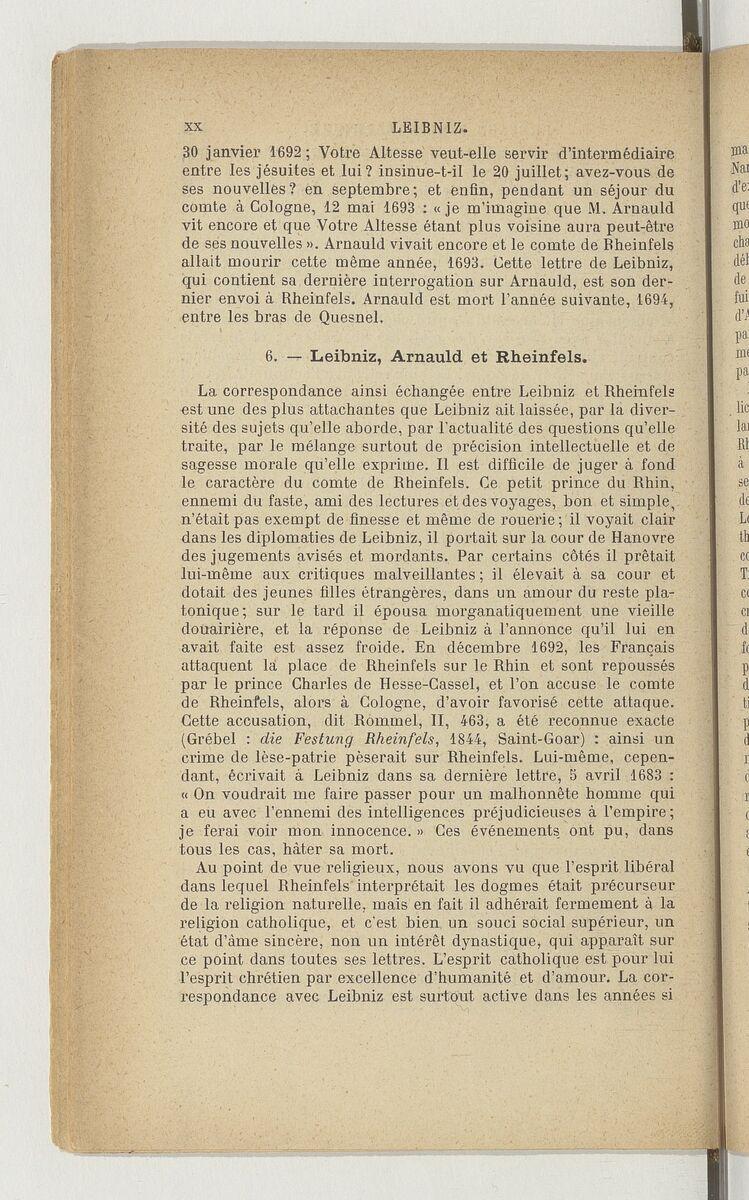 xx
LEIBNIZ.
30 janvier 1692 ; Votre Altesse veut-elle servir d'intermédiaire
entre les jésuites et lui ? insinue-t-il le 20 juillet ; avez-vous de
ses nouvelles ? en septembre ; et enfin, pendant un séjour du
comte à Cologne, 12 mai 1693 : « je m'imagine que M. Arnauld
vit encore et que Votre Altesse étant plus voisine aura peut-être
de ses nouvelles ». Arnauld vivait encore et le comte de Rheinfels
allait mourir cette même année, 1693. Cette lettre de Leibniz,
qui contient sa dernière interrogation sur Arnauld, est son der-
nier envoi à Rheinfels. Arnauld est mort l'année suivante, 1694,
entre les bras de Quesnel.
6. — Leibniz, Arnauld et Rheinfels.
La correspondance ainsi échangée entre Leibniz et Rheinfels
est une des plus attachantes que Leibniz ait laissée, par la diver-
sité des sujets qu'elle aborde, par l'actualité des questions qu'elle
traite, par le mélange surtout de précision intellectuelle et de
sagesse morale qu'elle exprime. Il est difficile de juger à fond
le caractère du comte de Rheinfels. Ce petit prince du Rhin,
ennemi du faste, ami des lectures et des voyages, bon et simple,
n'était pas exempt de finesse et même de rouerie ; il voyait clair
dans les diplomaties de Leibniz, il portait sur la cour de Hanovre
des jugements avisés et mordants. Par certains côtés il prêtait
lui-même aux critiques malveillantes ; il élevait à sa cour et
dotait des jeunes filles étrangères, dans un amour du reste pla-
tonique ; sur le tard il épousa morganatiquement une vieille
douairière, et la réponse de Leibniz à l'annonce qu'il lui en
avait faite est assez froide. En décembre 1692, les Français
attaquent la place de Rheinfels sur le Rhin et sont repoussés
par le prince Charles de Hesse-Cassel, et l'on accuse le comte
de Rheinfels, alors à Cologne, d'avoir favorisé cette attaque.
Cette accusation, dit Rommel, II, 463, a été reconnue exacte
(Grébel : die Festung Rheinfels, 1844, Saint-Goar) : ainsi un
crime de lèse-patrie pèserait sur Rheinfels. Lui-même, cepen-
dant, écrivait à Leibniz dans sa dernière lettre, 5 avril 1683 :
« On voudrait me faire passer pour un malhonnête homme qui
a eu avec l'ennemi des intelligences préjudicieuses à l'empire ;
je ferai voir mon innocence. » Ces événements ont pu, dans
tous les cas, hâter sa mort.
Au point de vue religieux, nous avons vu que l'esprit libéral
dans lequel Rheinfels interprétait les dogmes était précurseur
de la religion naturelle, mais en fait il adhérait fermement à la
religion catholique, et c'est bien un souci social supérieur, un
état d'âme sincère, non un intérêt dynastique, qui apparaît sur
ce point dans toutes ses lettres. L'esprit catholique est pour lui
l'esprit chrétien par excellence d'humanité et d'amour. La cor-
respondance avec Leibniz est surtout active dans les années si